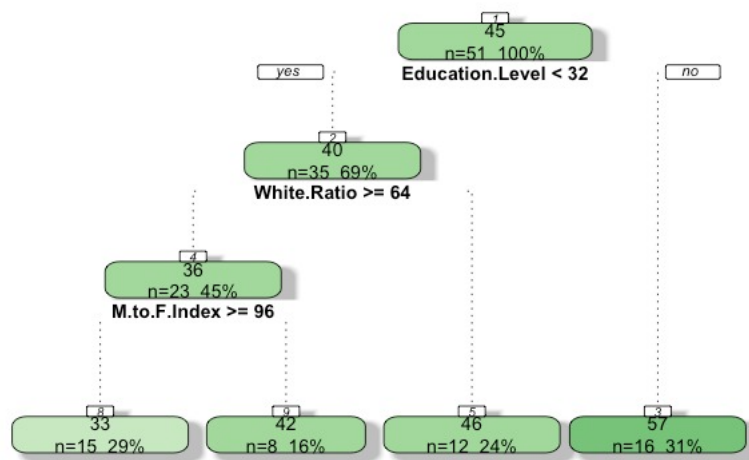 1
45
n=51 100%
yes
Education.Level < 32
no
2
40
n=35 69%
White.Ratio >= 64
4
36
n=23 45%
M.to.F.Index >= 96
8
33
n=15 29%
9
42
n=8 16%
5
46
n=12 24%
3
57
n=16 31%